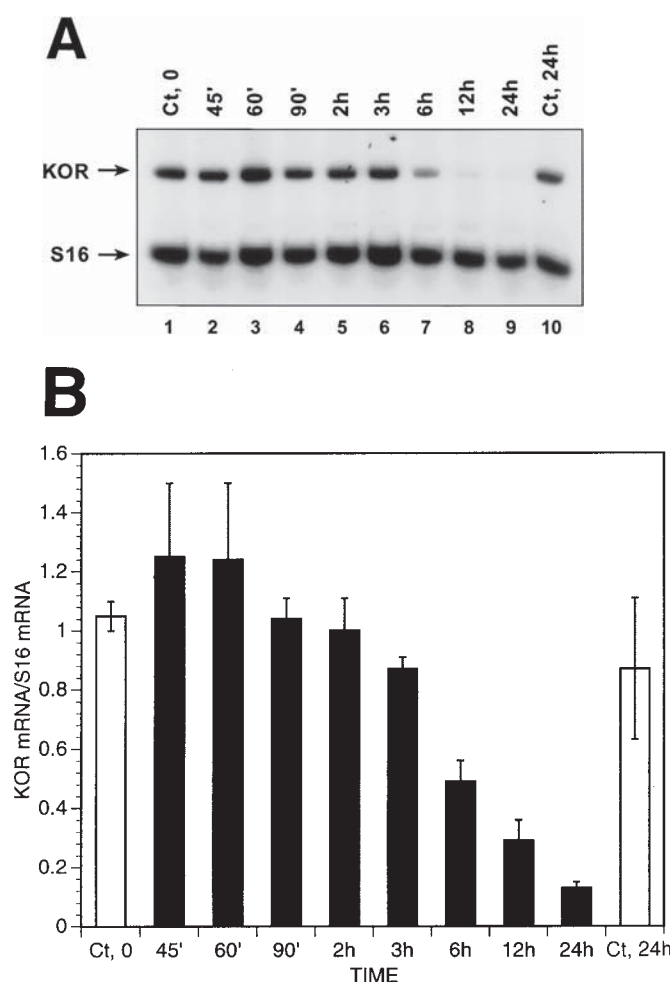 A
Ct, 0 45' 60' 90' 2h 3h 6h 12h 24h Ct, 24h
KOR
S16
1 2 3 4 5 6 7 8 9 10
B
1.6
1.4
1.2
1
0.8
0.6
0.4
0.2
0
KOR mRNA/S16 mRNA
Ct, 0 45' 60' 90' 2h 3h 6h 12h 24h Ct, 24h
TIME